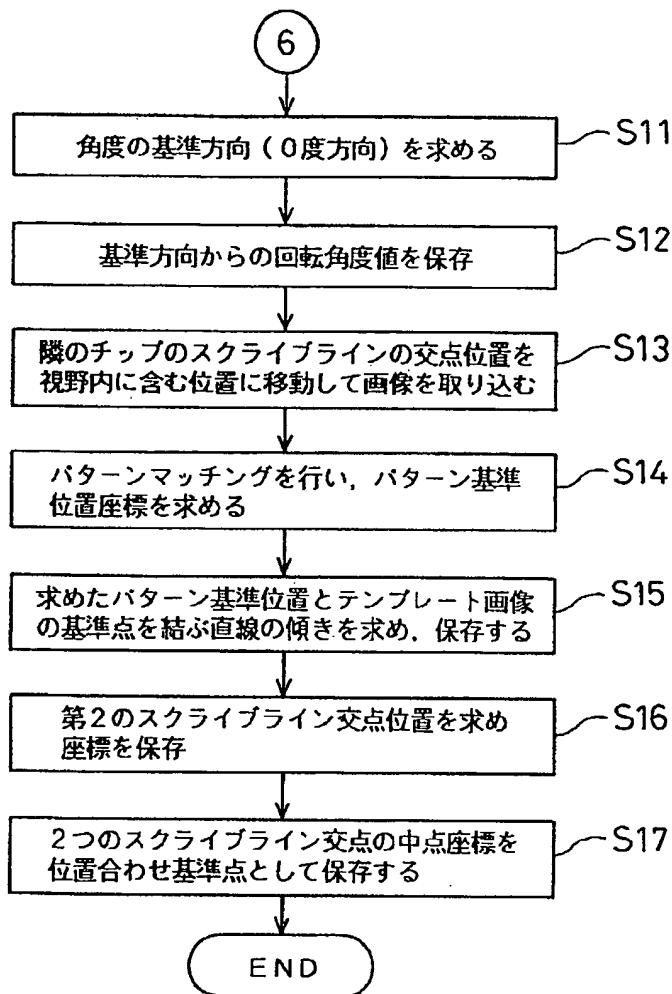 6
角度の基準方向(0度方向)を求める
S11
基準方向からの回転角度値を保存
S12
隣のチップのスクライブラインの交点位置を
視野内に含む位置に移動して画像を取り込む
S13
パターンマッチングを行い,パターン基準
位置座標を求める
S14
求めたパターン基準位置とテンプレート画像
の基準点を結ぶ直線の傾きを求め,保存する
S15
第2のスクライブライン交点位置を求め
座標を保存
S16
2つのスクライブライン交点の中点座標を
位置合わせ基準点として保存する
S17
END